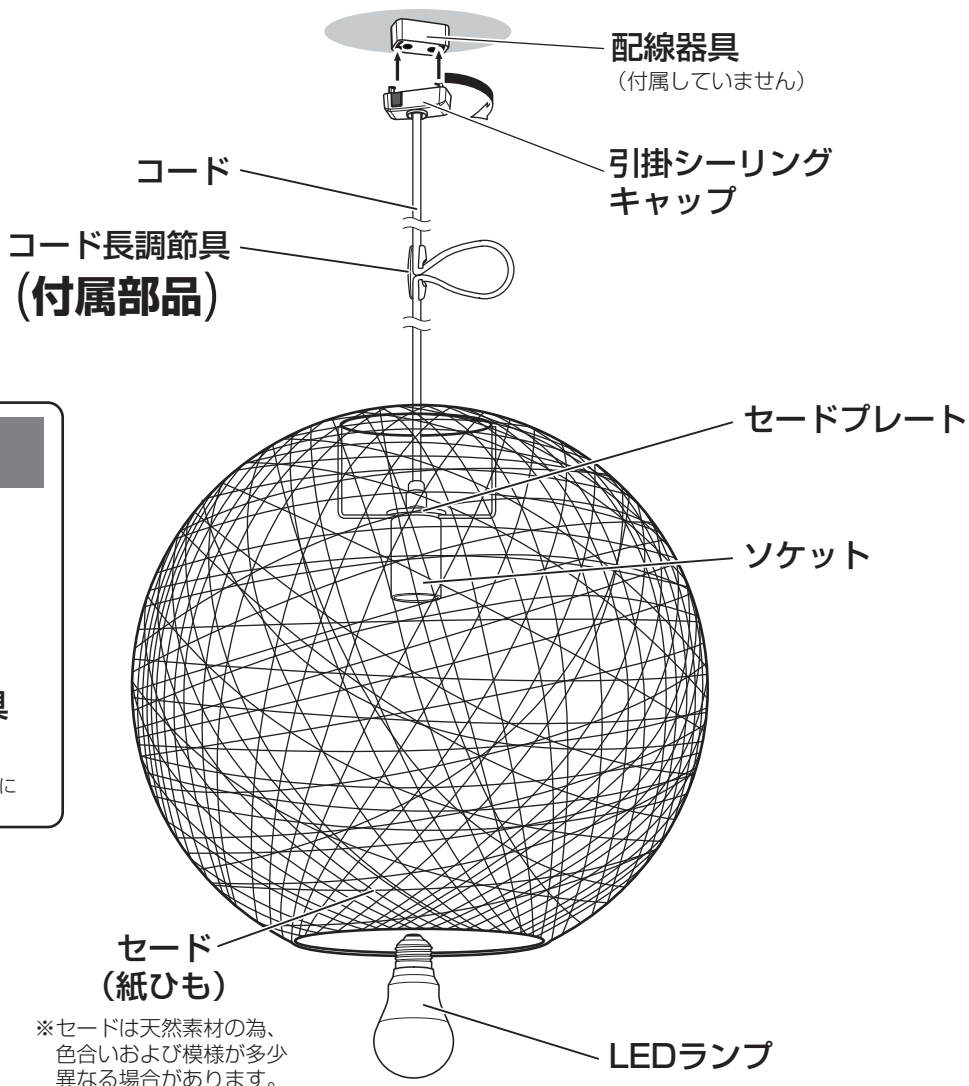 配線器具
（付属していません）
引掛シーリング
キャップ
コード
コード長調節具
(付属部品)
セードプレート
ソケット
具
に
セード
（紙ひも）
※セードは天然素材の為、
色合いおよび模様が多少
異なる場合があります。
LEDランプ